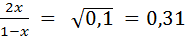 2x/(1−x) = √0,1 = 0,31